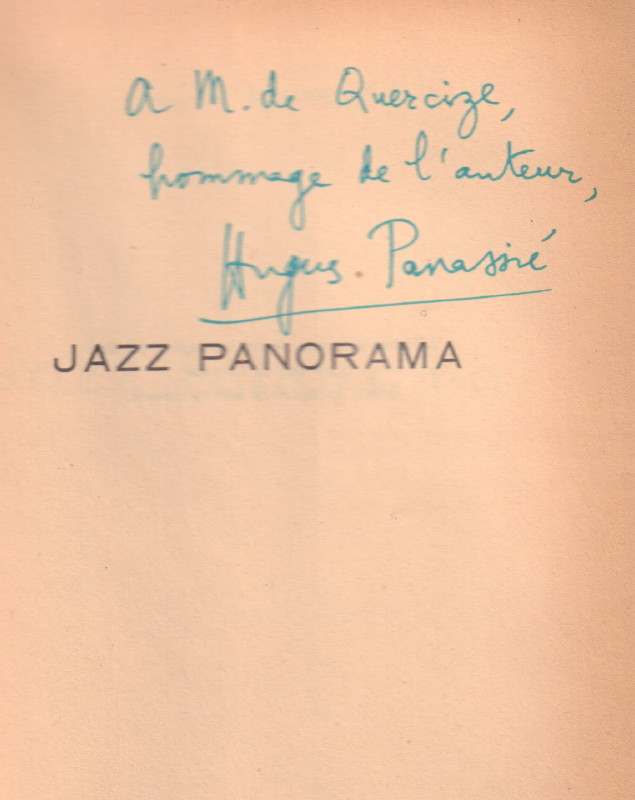 A M. de Quercize,
hommage de l'auteur,
Hugues Panassié
JAZZ PANORAMA